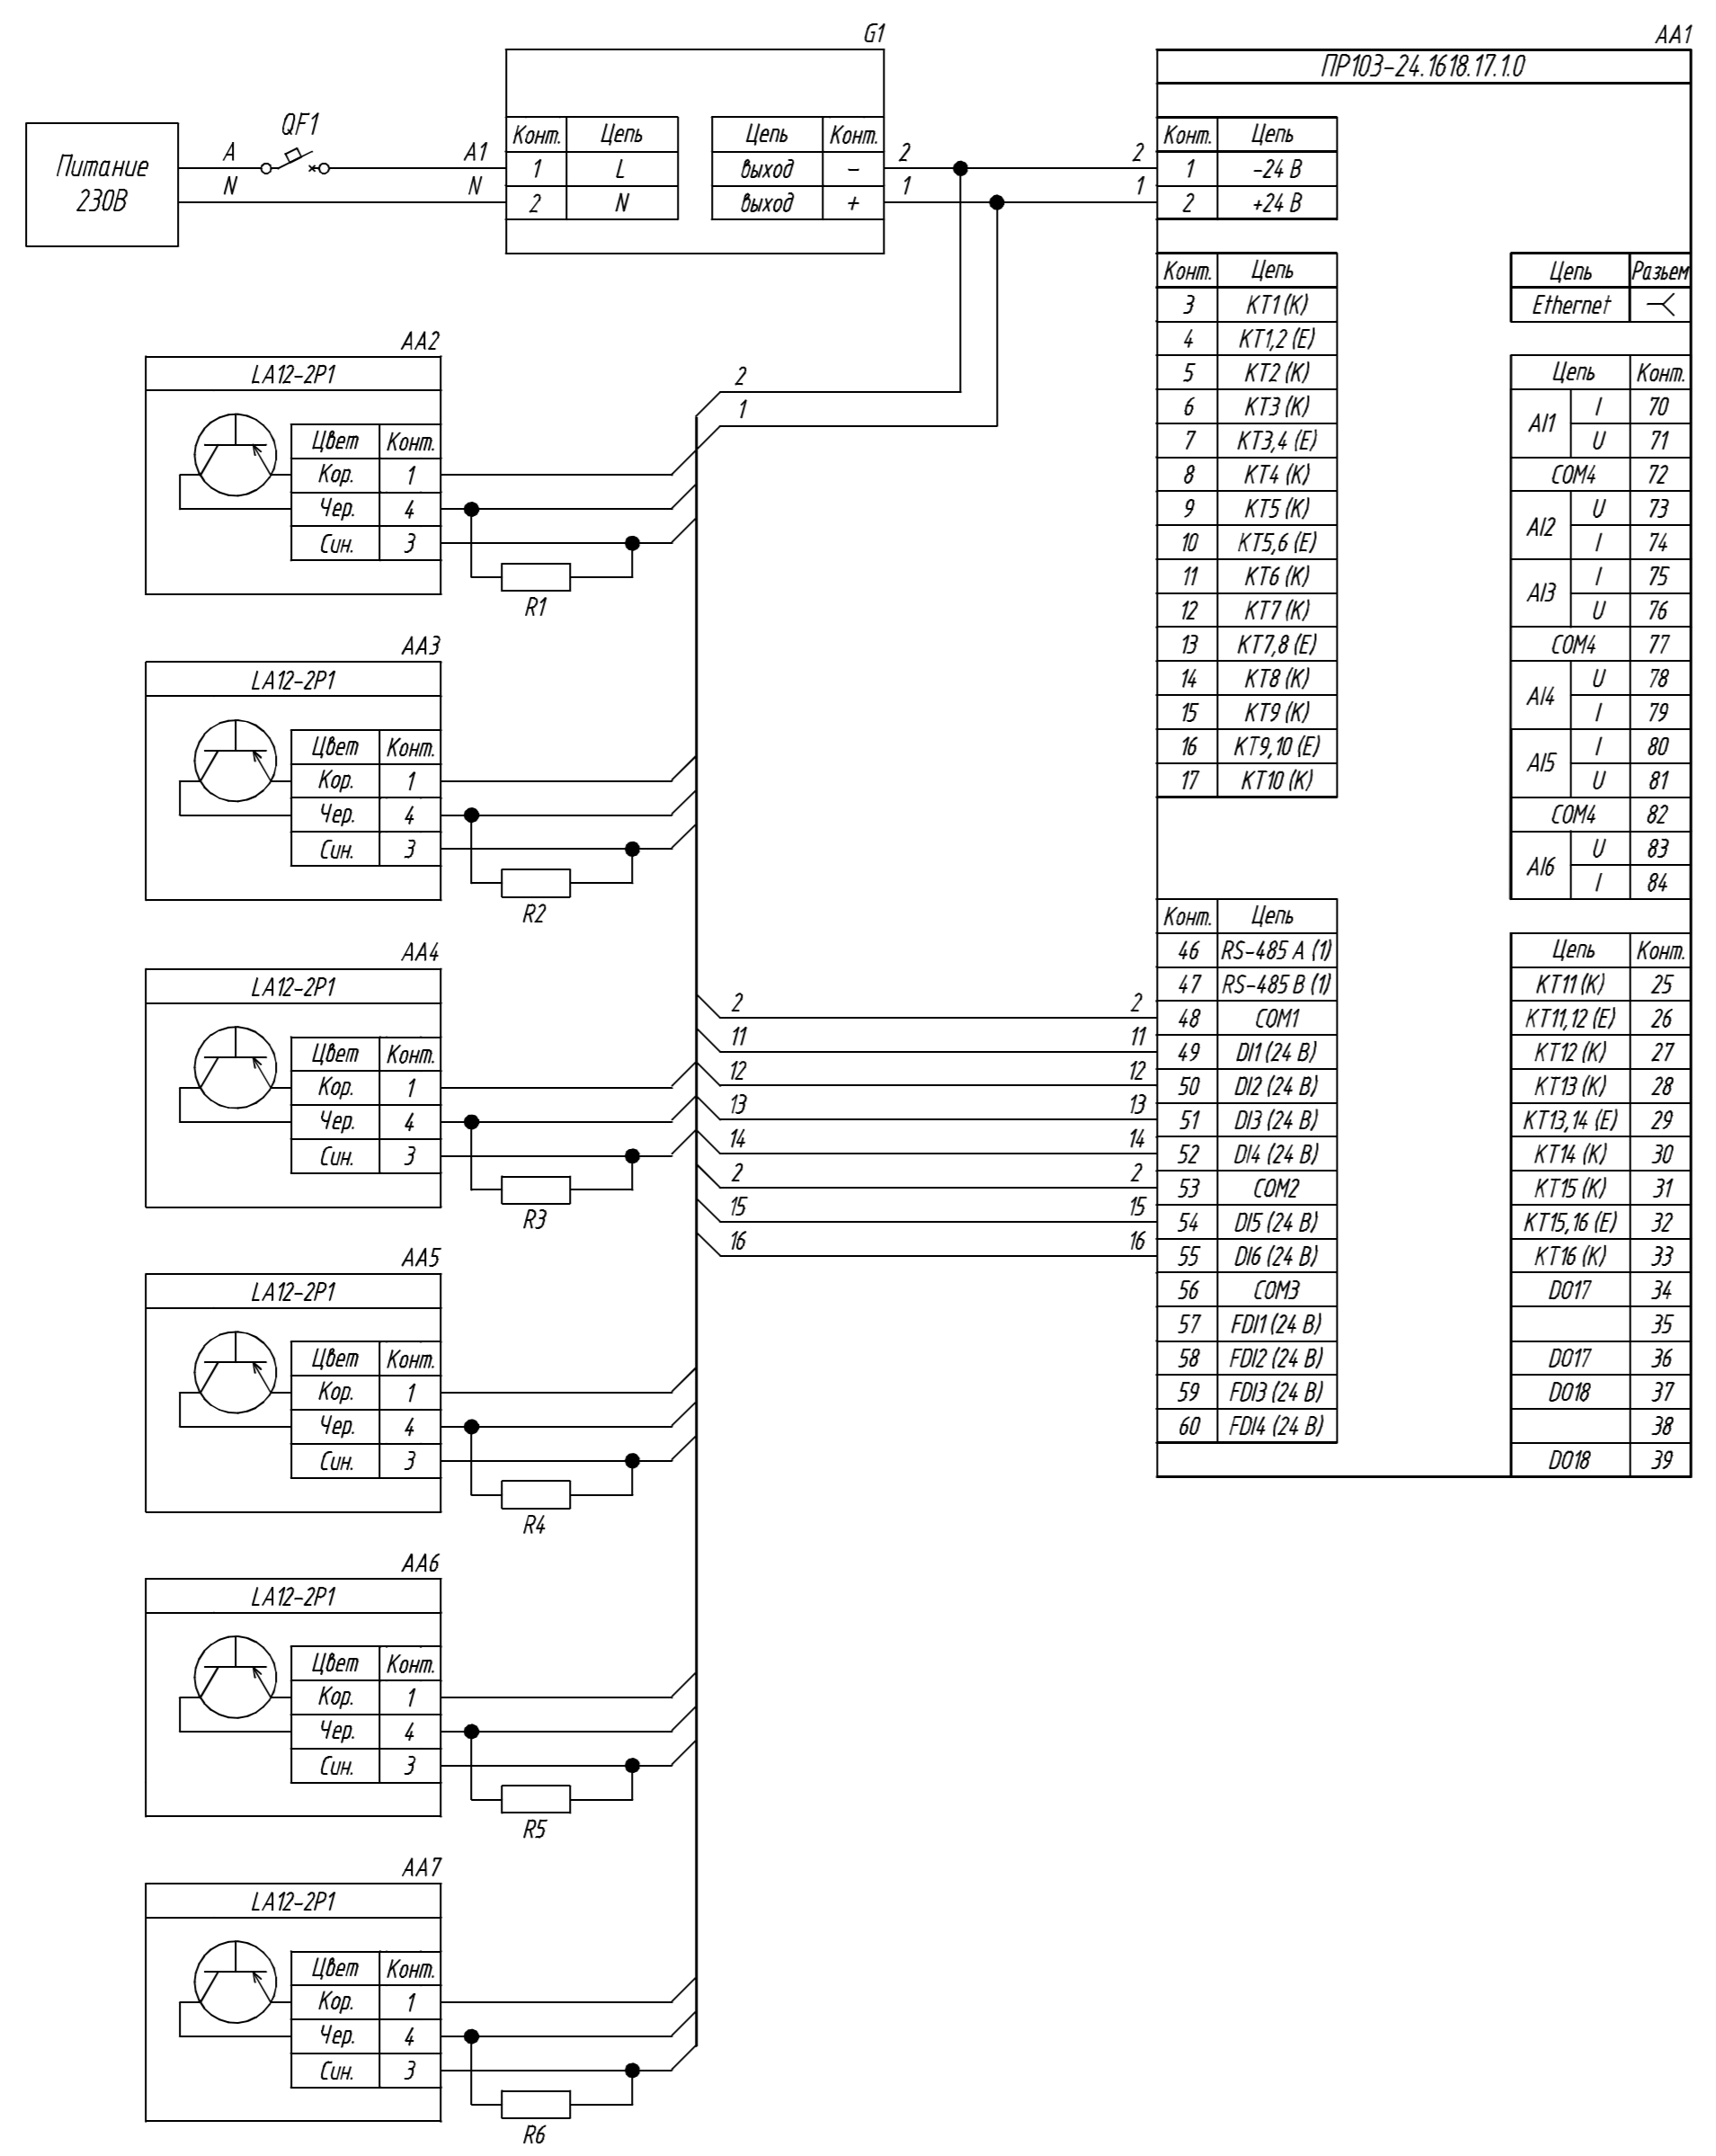 G1
AA1
ПР103-24.1618.17.1.0
QF1
Питание
230В
A
A1
N
N
Конт. Цепь
1 L
2 N
Цепь Конт.
выход -
выход +
2
2
1
1
Конт. Цепь
1 -24 В
2 +24 В
Конт. Цепь
3 КТ1 (К)
4 КТ1,2 (Е)
5 КТ2 (К)
6 КТ3 (К)
7 КТ3,4 (Е)
8 КТ4 (К)
9 КТ5 (К)
10 КТ5,6 (Е)
11 КТ6 (К)
12 КТ7 (К)
13 КТ7,8 (Е)
14 КТ8 (К)
15 КТ9 (К)
16 КТ9,10 (Е)
17 КТ10 (К)
Цепь Разьем
Ethernet
Цепь Конт.
AI1 I 70
U 71
COM4 72
AI2 U 73
I 74
AI3 I 75
U 76
COM4 77
AI4 U 78
I 79
AI5 I 80
U 81
COM4 82
AI6 U 83
I 84
AA2
LA12-2P1
Цвет Конт.
Кор. 1
Чер. 4
Син. 3
R1
2
1
AA3
LA12-2P1
Цвет Конт.
Кор. 1
Чер. 4
Син. 3
R2
AA4
LA12-2P1
Цвет Конт.
Кор. 1
Чер. 4
Син. 3
R3
2 2
11 11
12 12
13 13
14 14
2 2
15 15
16 16
Конт. Цепь
46 RS-485 A (1)
47 RS-485 B (1)
48 COM1
49 DI1 (24 В)
50 DI2 (24 В)
51 DI3 (24 В)
52 DI4 (24 В)
53 COM2
54 DI5 (24 В)
55 DI6 (24 В)
56 COM3
57 FDI1 (24 В)
58 FDI2 (24 В)
59 FDI3 (24 В)
60 FDI4 (24 В)
Цепь Конт.
КТ11 (К) 25
КТ11,12 (Е) 26
КТ12 (К) 27
КТ13 (К) 28
КТ13,14 (Е) 29
КТ14 (К) 30
КТ15 (К) 31
КТ15,16 (Е) 32
КТ16 (К) 33
DO17 34
35
DO17 36
DO18 37
38
DO18 39
AA5
LA12-2P1
Цвет Конт.
Кор. 1
Чер. 4
Син. 3
R4
AA6
LA12-2P1
Цвет Конт.
Кор. 1
Чер. 4
Син. 3
R5
AA7
LA12-2P1
Цвет Конт.
Кор. 1
Чер. 4
Син. 3
R6